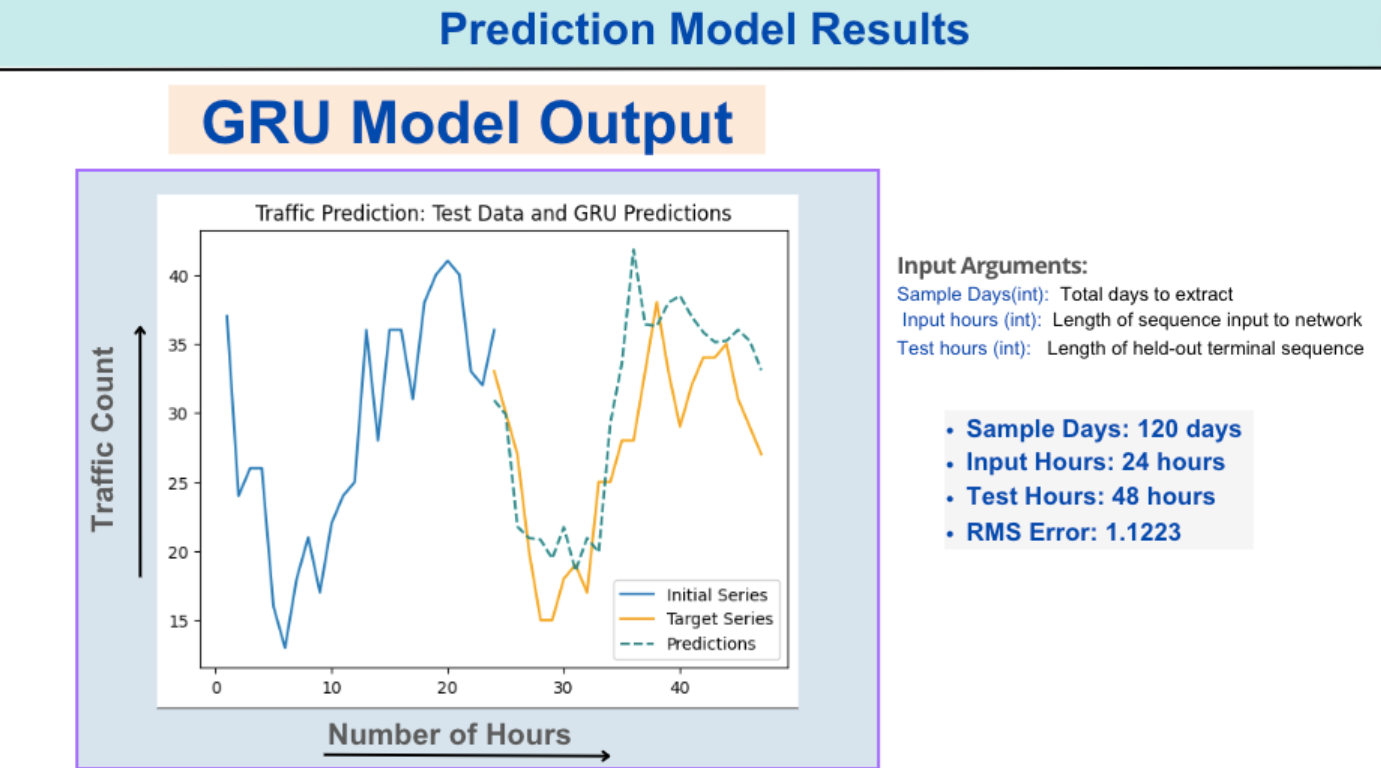 Prediction Model Results
GRU Model Output
Traffic Prediction: Test Data and GRU Predictions
40
35
30
25
20
15
Traffic Count
Initial Series
Target Series
Predictions
0 10 20 30 40
Number of Hours
Input Arguments:
Sample Days(int): Total days to extract
Input hours (int): Length of sequence input to network
Test hours (int): Length of held-out terminal sequence
• Sample Days: 120 days
• Input Hours: 24 hours
• Test Hours: 48 hours
• RMS Error: 1.1223